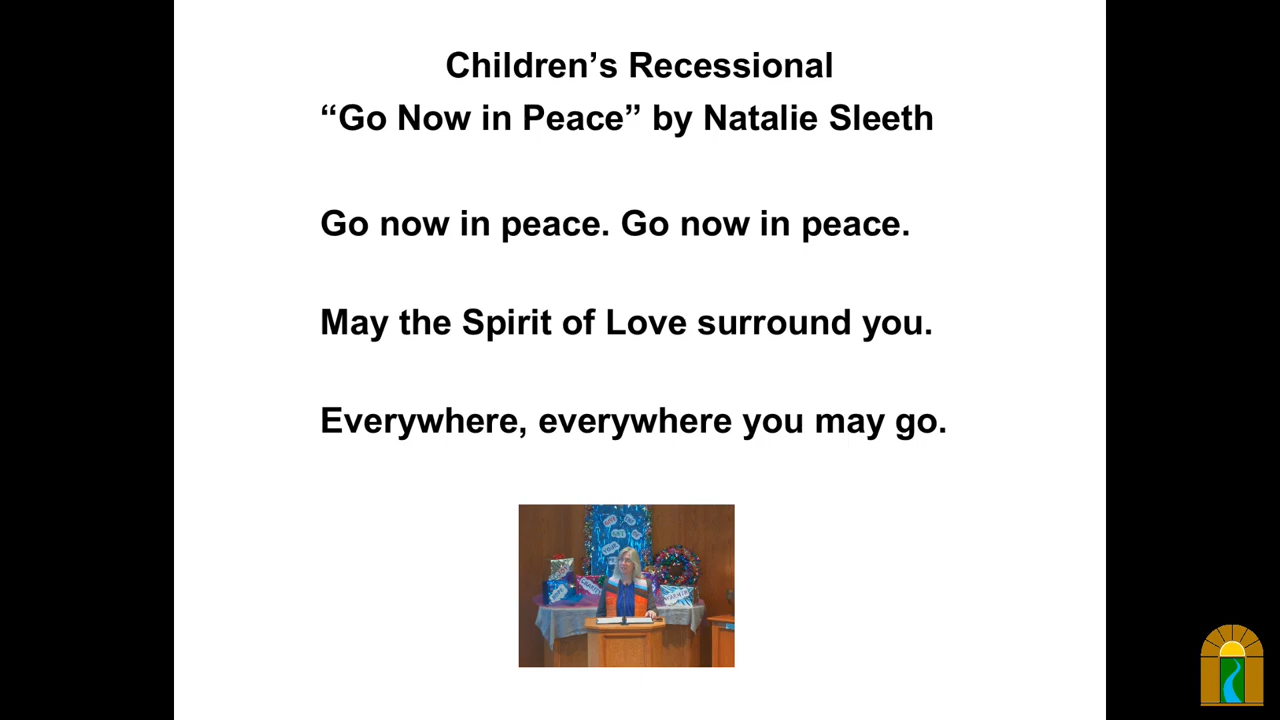 Children’s Recessional
“Go Now in Peace” by Natalie Sleeth
Go now in peace. Go now in peace.
May the Spirit of Love surround you.
Everywhere, everywhere you may go.